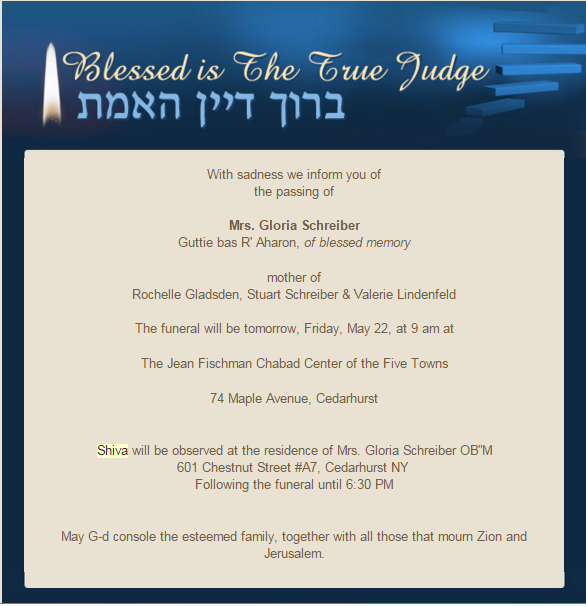 Blessed is The True Judge
ברוך דיין האמת
With sadness we inform you of
the passing of
Mrs. Gloria Schreiber
Guttie bas R' Aharon, of blessed memory
mother of
Rochelle Gladsden, Stuart Schreiber & Valerie Lindenfeld
The funeral will be tomorrow, Friday, May 22, at 9 am at
The Jean Fischman Chabad Center of the Five Towns
74 Maple Avenue, Cedarhurst
Shiva will be observed at the residence of Mrs. Gloria Schreiber OB"M
601 Chestnut Street #A7, Cedarhurst NY
Following the funeral until 6:30 PM
May G-d console the esteemed family, together with all those that mourn Zion and
Jerusalem.